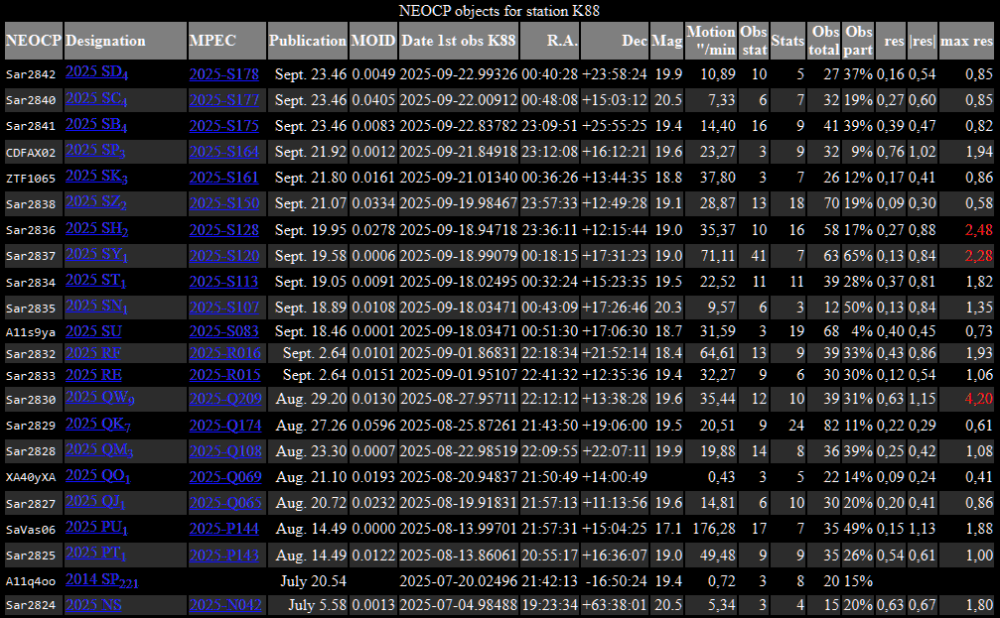 NEOCP objects for station K88
NEOCP Designation MPEC Publication MOID Date 1st obs K88 R.A. Dec Mag Motion "/min Obs stat Stats Obs total Obs part res |res| max res
Sar2842 2025 SD4 2025-S178 Sept. 23.46 0.0049 2025-09-22.99326 00:40:28 +23:58:24 19.9 10,89 10 5 27 37% 0,16 0,54 0,85
Sar2840 2025 SC4 2025-S177 Sept. 23.46 0.0405 2025-09-22.00912 00:48:08 +15:03:12 20.5 7,33 6 7 32 19% 0,27 0,60 0,85
Sar2841 2025 SB4 2025-S175 Sept. 23.46 0.0083 2025-09-22.83782 23:09:51 +25:55:25 19.4 14,40 16 9 41 39% 0,39 0,47 0,82
CDFAX02 2025 SP3 2025-S164 Sept. 21.92 0.0012 2025-09-21.84918 23:12:08 +16:12:21 19.6 23,27 3 9 32 9% 0,76 1,02 1,94
ZTF1065 2025 SK3 2025-S161 Sept. 21.80 0.0161 2025-09-21.01340 00:36:26 +13:44:35 18.8 37,80 3 7 26 12% 0,17 0,41 0,86
Sar2838 2025 SZ2 2025-S150 Sept. 21.07 0.0334 2025-09-19.98467 23:57:33 +12:49:28 19.1 28,87 13 18 70 19% 0,09 0,30 0,58
Sar2836 2025 SH2 2025-S128 Sept. 19.95 0.0278 2025-09-18.94718 23:36:11 +12:15:44 19.0 35,37 10 16 58 17% 0,27 0,88 2,48
Sar2837 2025 SY1 2025-S120 Sept. 19.58 0.0006 2025-09-18.99079 00:18:15 +17:31:23 19.0 71,11 41 7 63 65% 0,13 0,84 2,28
Sar2834 2025 ST1 2025-S113 Sept. 19.05 0.0091 2025-09-18.02495 00:32:24 +15:23:35 19.5 22,52 11 11 39 28% 0,37 0,81 1,82
Sar2835 2025 SN1 2025-S107 Sept. 18.89 0.0108 2025-09-18.03471 00:43:09 +17:26:46 20.3 9,57 6 3 12 50% 0,14 0,84 1,35
A11s9ya 2025 SU 2025-S083 Sept. 18.46 0.0001 2025-09-18.03471 00:51:30 +17:06:30 18.7 31,59 3 19 68 4% 0,40 0,45 0,73
Sar2832 2025 RF 2025-R016 Sept. 2.64 0.0101 2025-09-01.86831 22:18:34 +21:52:14 18.4 64,61 13 9 39 33% 0,43 0,86 1,93
Sar2833 2025 RE 2025-R015 Sept. 2.64 0.0151 2025-09-01.95107 22:41:32 +12:35:36 19.4 32,27 9 6 30 30% 0,12 0,54 1,06
Sar2830 2025 QW9 2025-Q209 Aug. 29.20 0.0130 2025-08-27.95711 22:12:12 +13:38:28 19.6 35,44 12 10 39 31% 0,63 1,15 4,20
Sar2829 2025 QK7 2025-Q174 Aug. 27.26 0.0596 2025-08-25.87261 21:43:50 +19:06:00 19.5 20,51 9 24 82 11% 0,22 0,29 0,61
Sar2828 2025 QM3 2025-Q108 Aug. 23.30 0.0007 2025-08-22.98519 22:09:55 +22:07:11 19.9 19,88 14 8 36 39% 0,25 0,42 1,08
XA40yXA 2025 QO1 2025-Q069 Aug. 21.10 0.0193 2025-08-20.94837 21:50:49 +14:00:49 0,43 3 5 22 14% 0,09 0,24 0,41
Sar2827 2025 QJ1 2025-Q065 Aug. 20.72 0.0232 2025-08-19.91831 21:57:13 +11:13:56 19.6 14,81 6 10 30 20% 0,20 0,41 0,86
SaVas06 2025 PU1 2025-P144 Aug. 14.49 0.0000 2025-08-13.99701 21:57:31 +15:04:25 17.1 176,28 17 7 35 49% 0,15 1,13 1,88
Sar2825 2025 PT1 2025-P143 Aug. 14.49 0.0122 2025-08-13.86061 20:55:17 +16:36:07 19.0 49,48 9 9 35 26% 0,54 0,61 1,00
A11q4oo 2014 SP221 July 20.54 2025-07-20.02496 21:42:13 -16:50:24 19.4 0,72 3 8 20 15%
Sar2824 2025 NS 2025-N042 July 5.58 0.0013 2025-07-04.98488 19:23:34 +63:38:01 20.5 5,34 3 4 15 20% 0,63 0,67 1,80